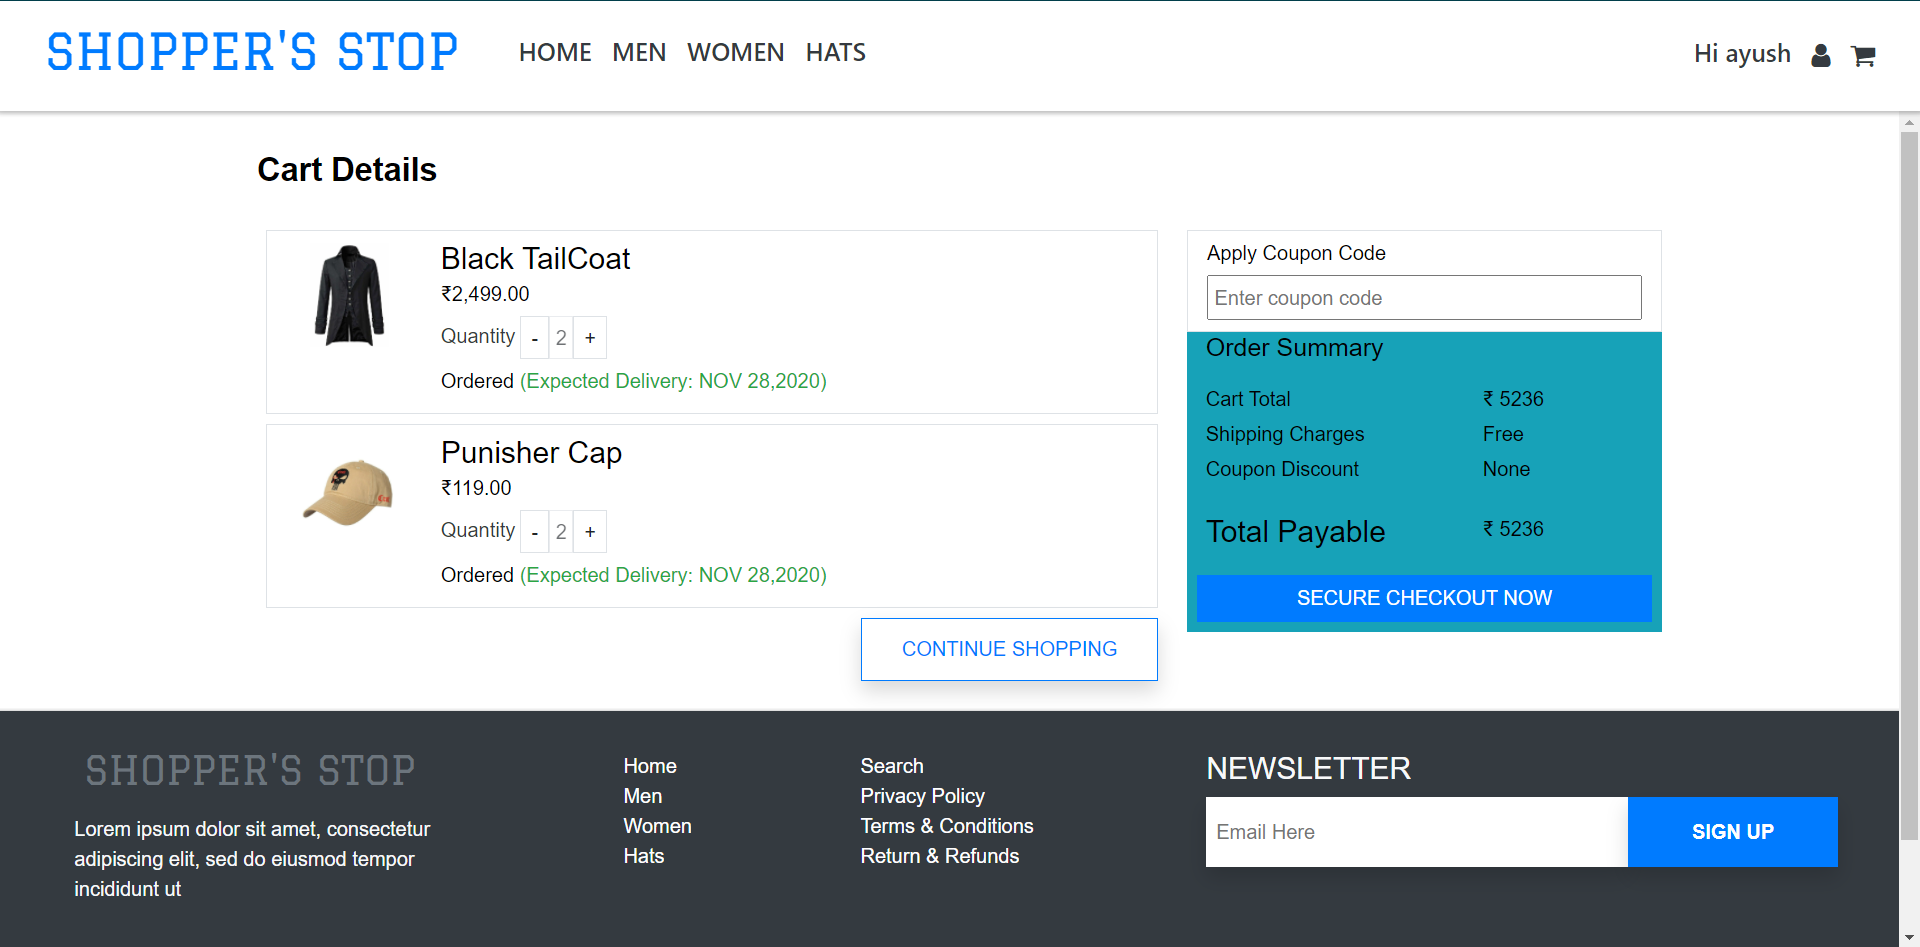 SHOPPER'S STOP
HOME MEN WOMEN HATS
Hi ayush
Cart Details
Black TailCoat
₹2,499.00
Quantity - 2 +
Ordered (Expected Delivery: NOV 28,2020)
Punisher Cap
₹119.00
Quantity - 2 +
Ordered (Expected Delivery: NOV 28,2020)
CONTINUE SHOPPING
Apply Coupon Code
Enter coupon code
Order Summary
Cart Total ₹ 5236
Shipping Charges Free
Coupon Discount None
Total Payable ₹ 5236
SECURE CHECKOUT NOW
SHOPPER'S STOP
Lorem ipsum dolor sit amet, consectetur
adipiscing elit, sed do eiusmod tempor
incididunt ut
Home
Men
Women
Hats
Search
Privacy Policy
Terms & Conditions
Return & Refunds
NEWSLETTER
Email Here
SIGN UP